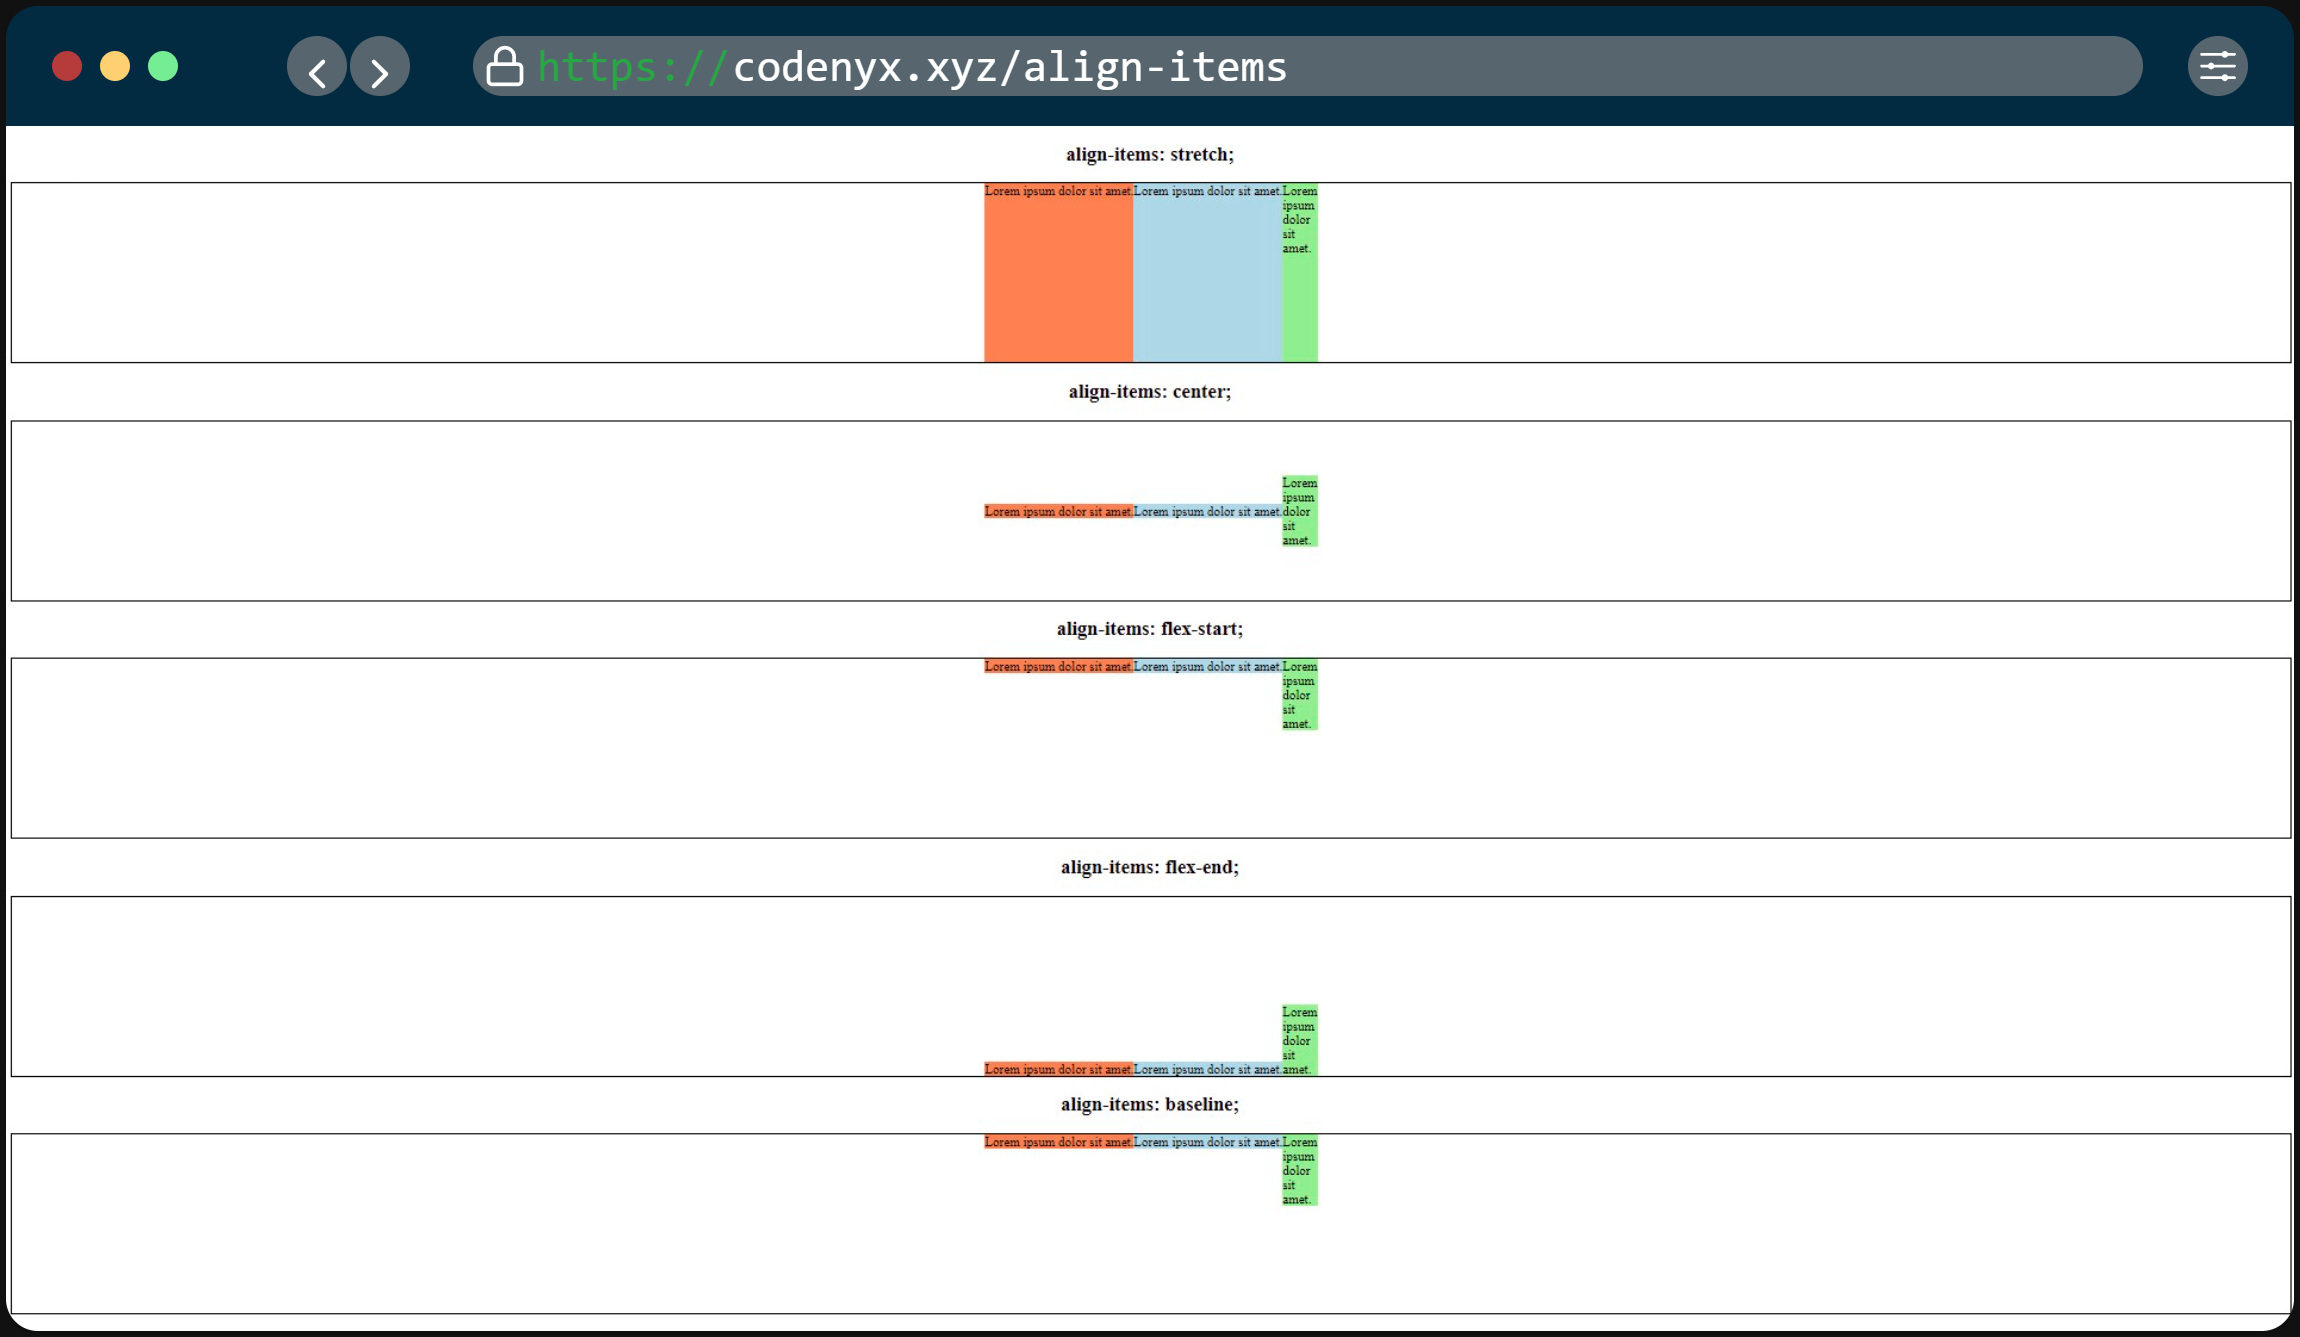 https://codenyx.xyz/align-items
align-items: stretch;
Lorem ipsum dolor sit amet.
Lorem ipsum dolor sit amet.
Lorem
ipsum
dolor
sit
amet.
align-items: center;
Lorem ipsum dolor sit amet.
Lorem ipsum dolor sit amet.
Lorem
ipsum
dolor
sit
amet.
align-items: flex-start;
Lorem ipsum dolor sit amet.
Lorem ipsum dolor sit amet.
Lorem
ipsum
dolor
sit
amet.
align-items: flex-end;
Lorem ipsum dolor sit amet.
Lorem ipsum dolor sit amet.
Lorem
ipsum
dolor
sit
amet.
align-items: baseline;
Lorem ipsum dolor sit amet.
Lorem ipsum dolor sit amet.
Lorem
ipsum
dolor
sit
amet.